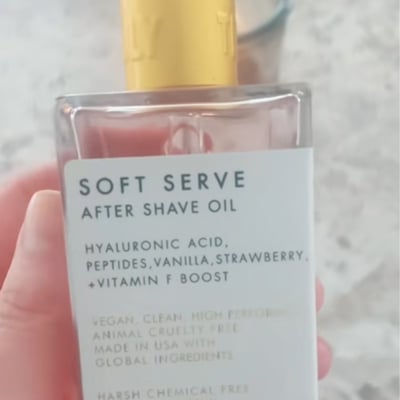 LY T
SOFT SERVE
AFTER SHAVE OIL
HYALURONIC ACID,
PEPTIDES, VANILLA, STRAWBERRY,
+VITAMIN F BOOST
VEGAN, CLEAN, HIGH
ANIMAL CRUELTY FREE
MADE IN USA WITH
GLOBAL INGREDIENTS
HARSH CHEMICAL FREE